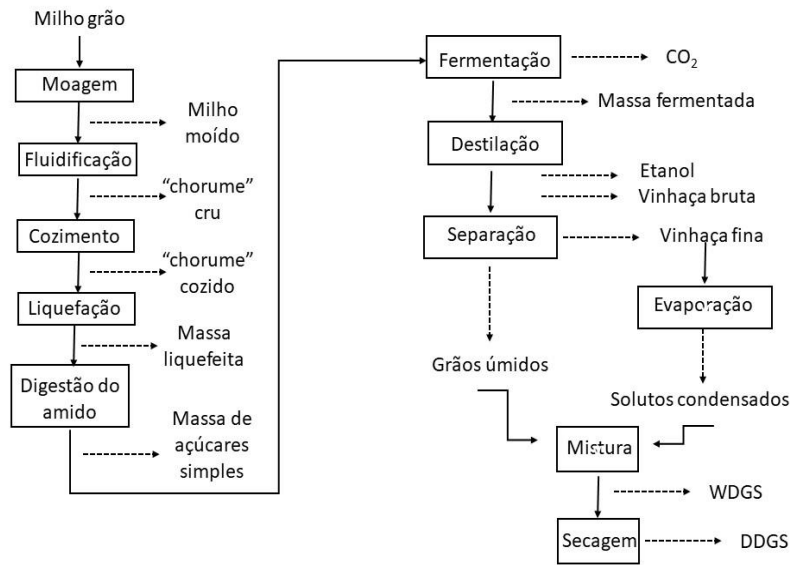 Milho grão
Moagem
Milho
moído
Fluidificação
“chorume”
cru
Cozimento
“chorume”
cozido
Liquefação
Massa
liquefeita
Digestão do
amido
Massa de
açúcares
simples
Fermentação
CO₂
Massa fermentada
Destilação
Etanol
Vinhaça bruta
Separação
Vinhaça fina
Evaporação
Grãos úmidos
Solutos condensados
Mistura
WDGS
Secagem
DDGS